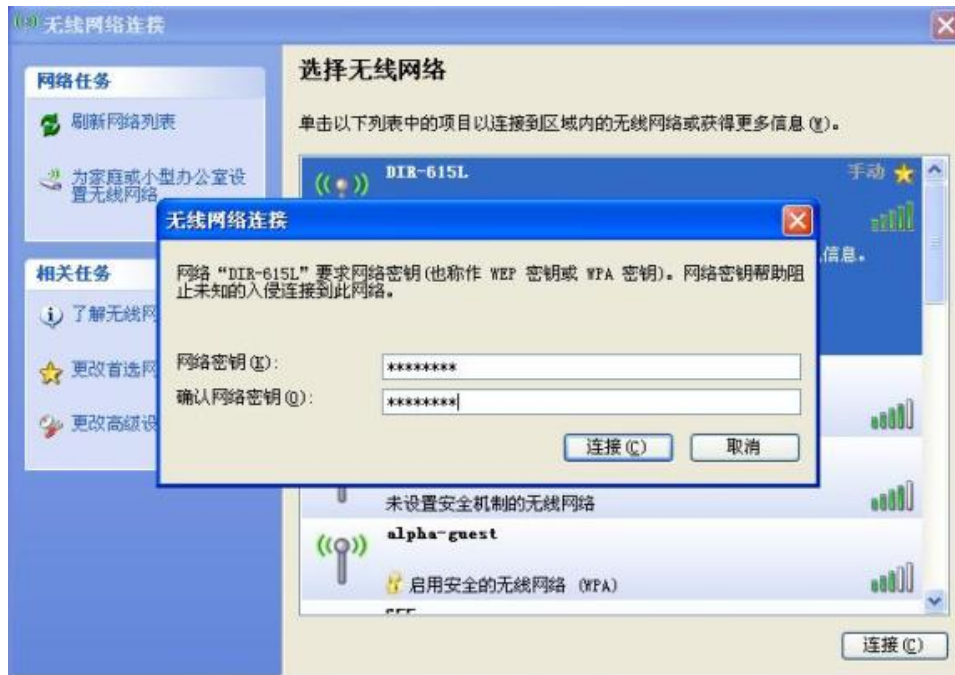 无线网络连接
网络任务
刷新网络列表
为家庭或小型办公室设
置无线网络
相关任务
了解无线网
更改首选网
更改高级设
选择无线网络
单击以下列表中的项目以连接到区域内的无线网络或获得更多信息(W)。
DIR-615L
手动
信息。
无线网络连接
网络“DIR-615L”要求网络密钥(也称作 WEP 密钥或 WPA 密钥)。网络密钥帮助阻
止未知的入侵连接到此网络。
网络密钥(K):
********
确认网络密钥(O):
********
连接(C)
取消
未设置安全机制的无线网络
alpha-guest
启用安全的无线网络 (WPA)
连接(C)